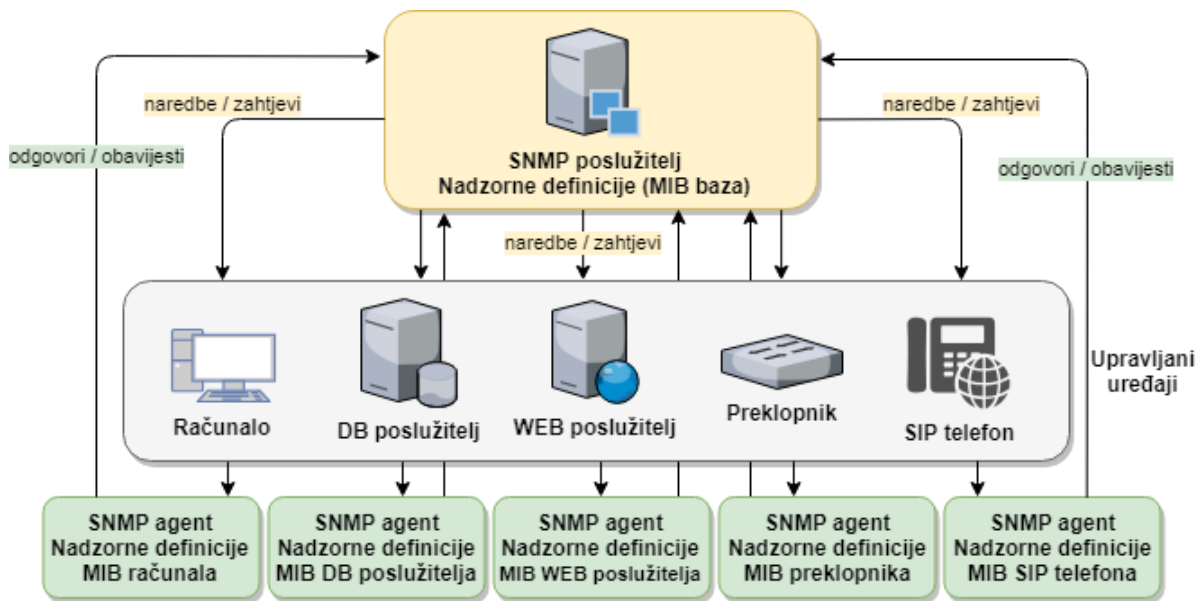 SNMP poslužitelj
Nadzorne definicije (MIB baza)
naredbe / zahtjevi
naredbe / zahtjevi
odgovori / obavijesti
odgovori / obavijesti
naredbe / zahtjevi
Računalo
DB poslužitelj
WEB poslužitelj
Preklopnik
SIP telefon
Upravljani
uređaji
SNMP agent
Nadzorne definicije
MIB računala
SNMP agent
Nadzorne definicije
MIB DB poslužitelja
SNMP agent
Nadzorne definicije
MIB WEB poslužitelja
SNMP agent
Nadzorne definicije
MIB preklopnika
SNMP agent
Nadzorne definicije
MIB SIP telefona